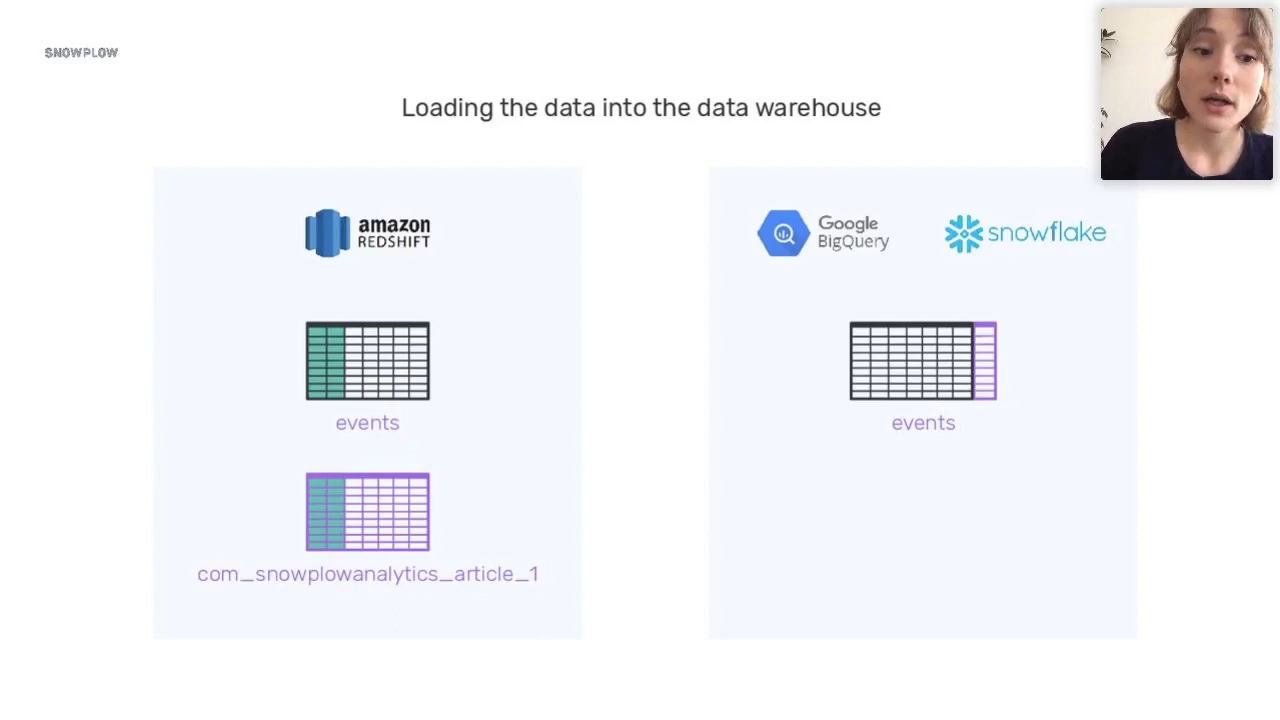 SNOWPLOW
Loading the data into the data warehouse
amazon
REDSHIFT
events
com_snowplowanalytics_article_1
Google
BigQuery
snowflake
events